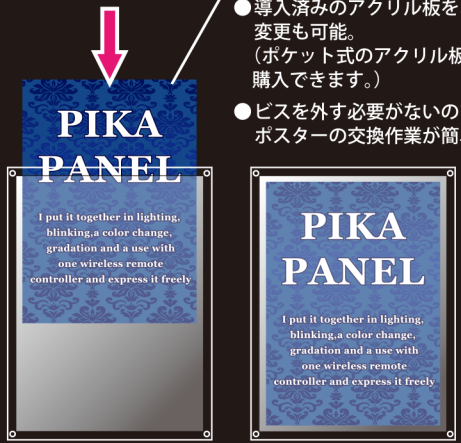 ●導入済みのアクリル板を
変更も可能。
（ポケット式のアクリル板
購入できます。）
●ビスを外す必要がないの
ポスターの交換作業が簡
PIKA
PANEL
I put it together in lighting,
blinking,a color change,
gradation and a use with
one wireless remote
controller and express it freely
PIKA
PANEL
I put it together in lighting,
blinking,a color change,
gradation and a use with
one wireless remote
controller and express it freely